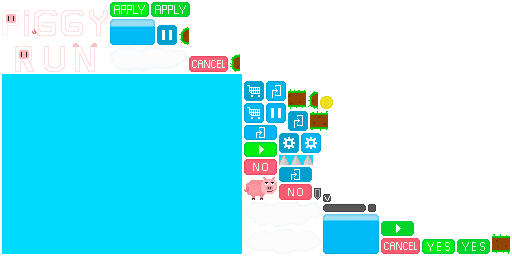 PIGGY
RUN
APPLY APPLY
CANCEL
NO
NO
CANCEL YES YES